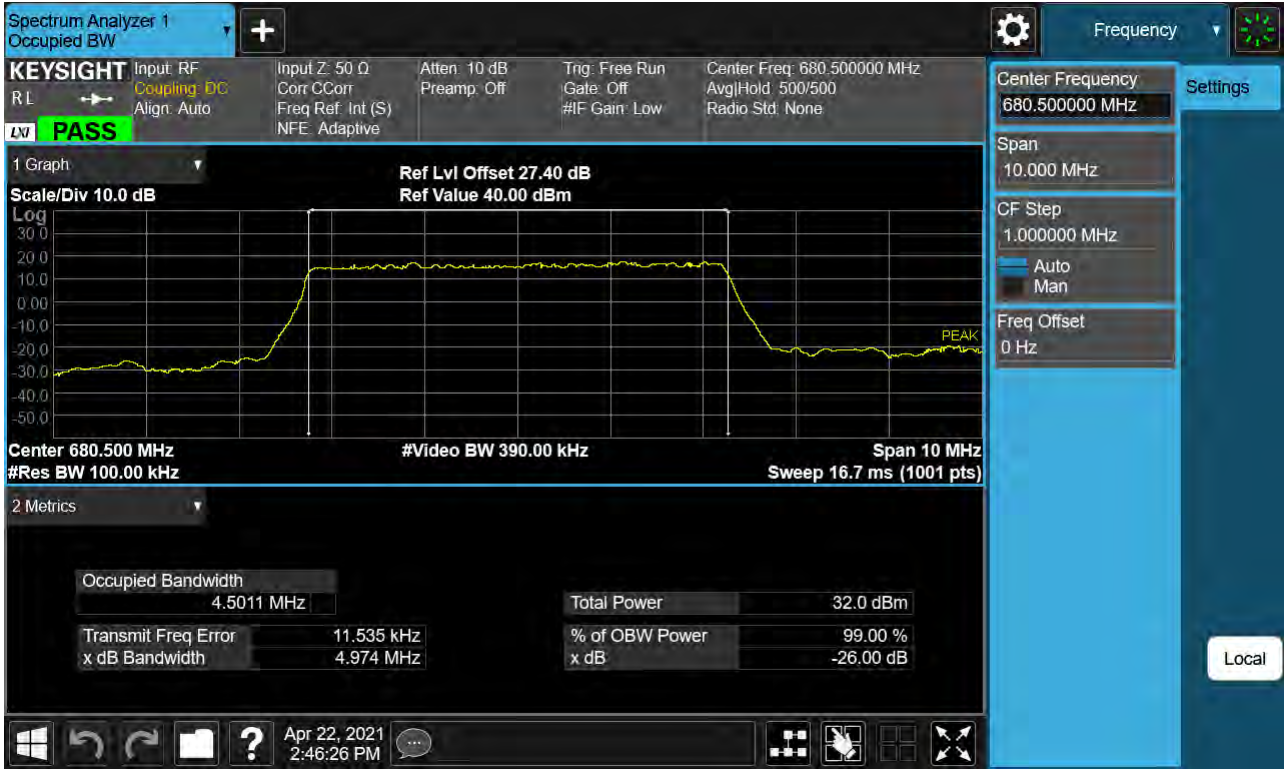 Spectrum Analyzer 1
Occupied BW
Frequency
KEYSIGHT
RL
LXI PASS
Input: RF
Coupling: DC
Align: Auto
Input Z: 50 Ω
Corr CCorr
Freq Ref: Int (S)
NFE: Adaptive
Atten: 10 dB
Preamp: Off
Trig: Free Run
Gate: Off
#IF Gain: Low
Center Freq: 680.500000 MHz
Avg|Hold: 500/500
Radio Std: None
Center Frequency
680.500000 MHz
Settings
Span
10.000 MHz
CF Step
1.000000 MHz
Auto
Man
Freq Offset
0 Hz
1 Graph
Scale/Div 10.0 dB
Ref Lvl Offset 27.40 dB
Ref Value 40.00 dBm
Log
30.0
20.0
10.0
0.00
-10.0
-20.0
-30.0
-40.0
-50.0
PEAK
Center 680.500 MHz
#Video BW 390.00 kHz
Span 10 MHz
#Res BW 100.00 kHz
Sweep 16.7 ms (1001 pts)
2 Metrics
Occupied Bandwidth
4.5011 MHz
Total Power 32.0 dBm
Transmit Freq Error 11.535 kHz
% of OBW Power 99.00 %
x dB Bandwidth 4.974 MHz
x dB -26.00 dB
Local
?
Apr 22, 2021
2:46:26 PM